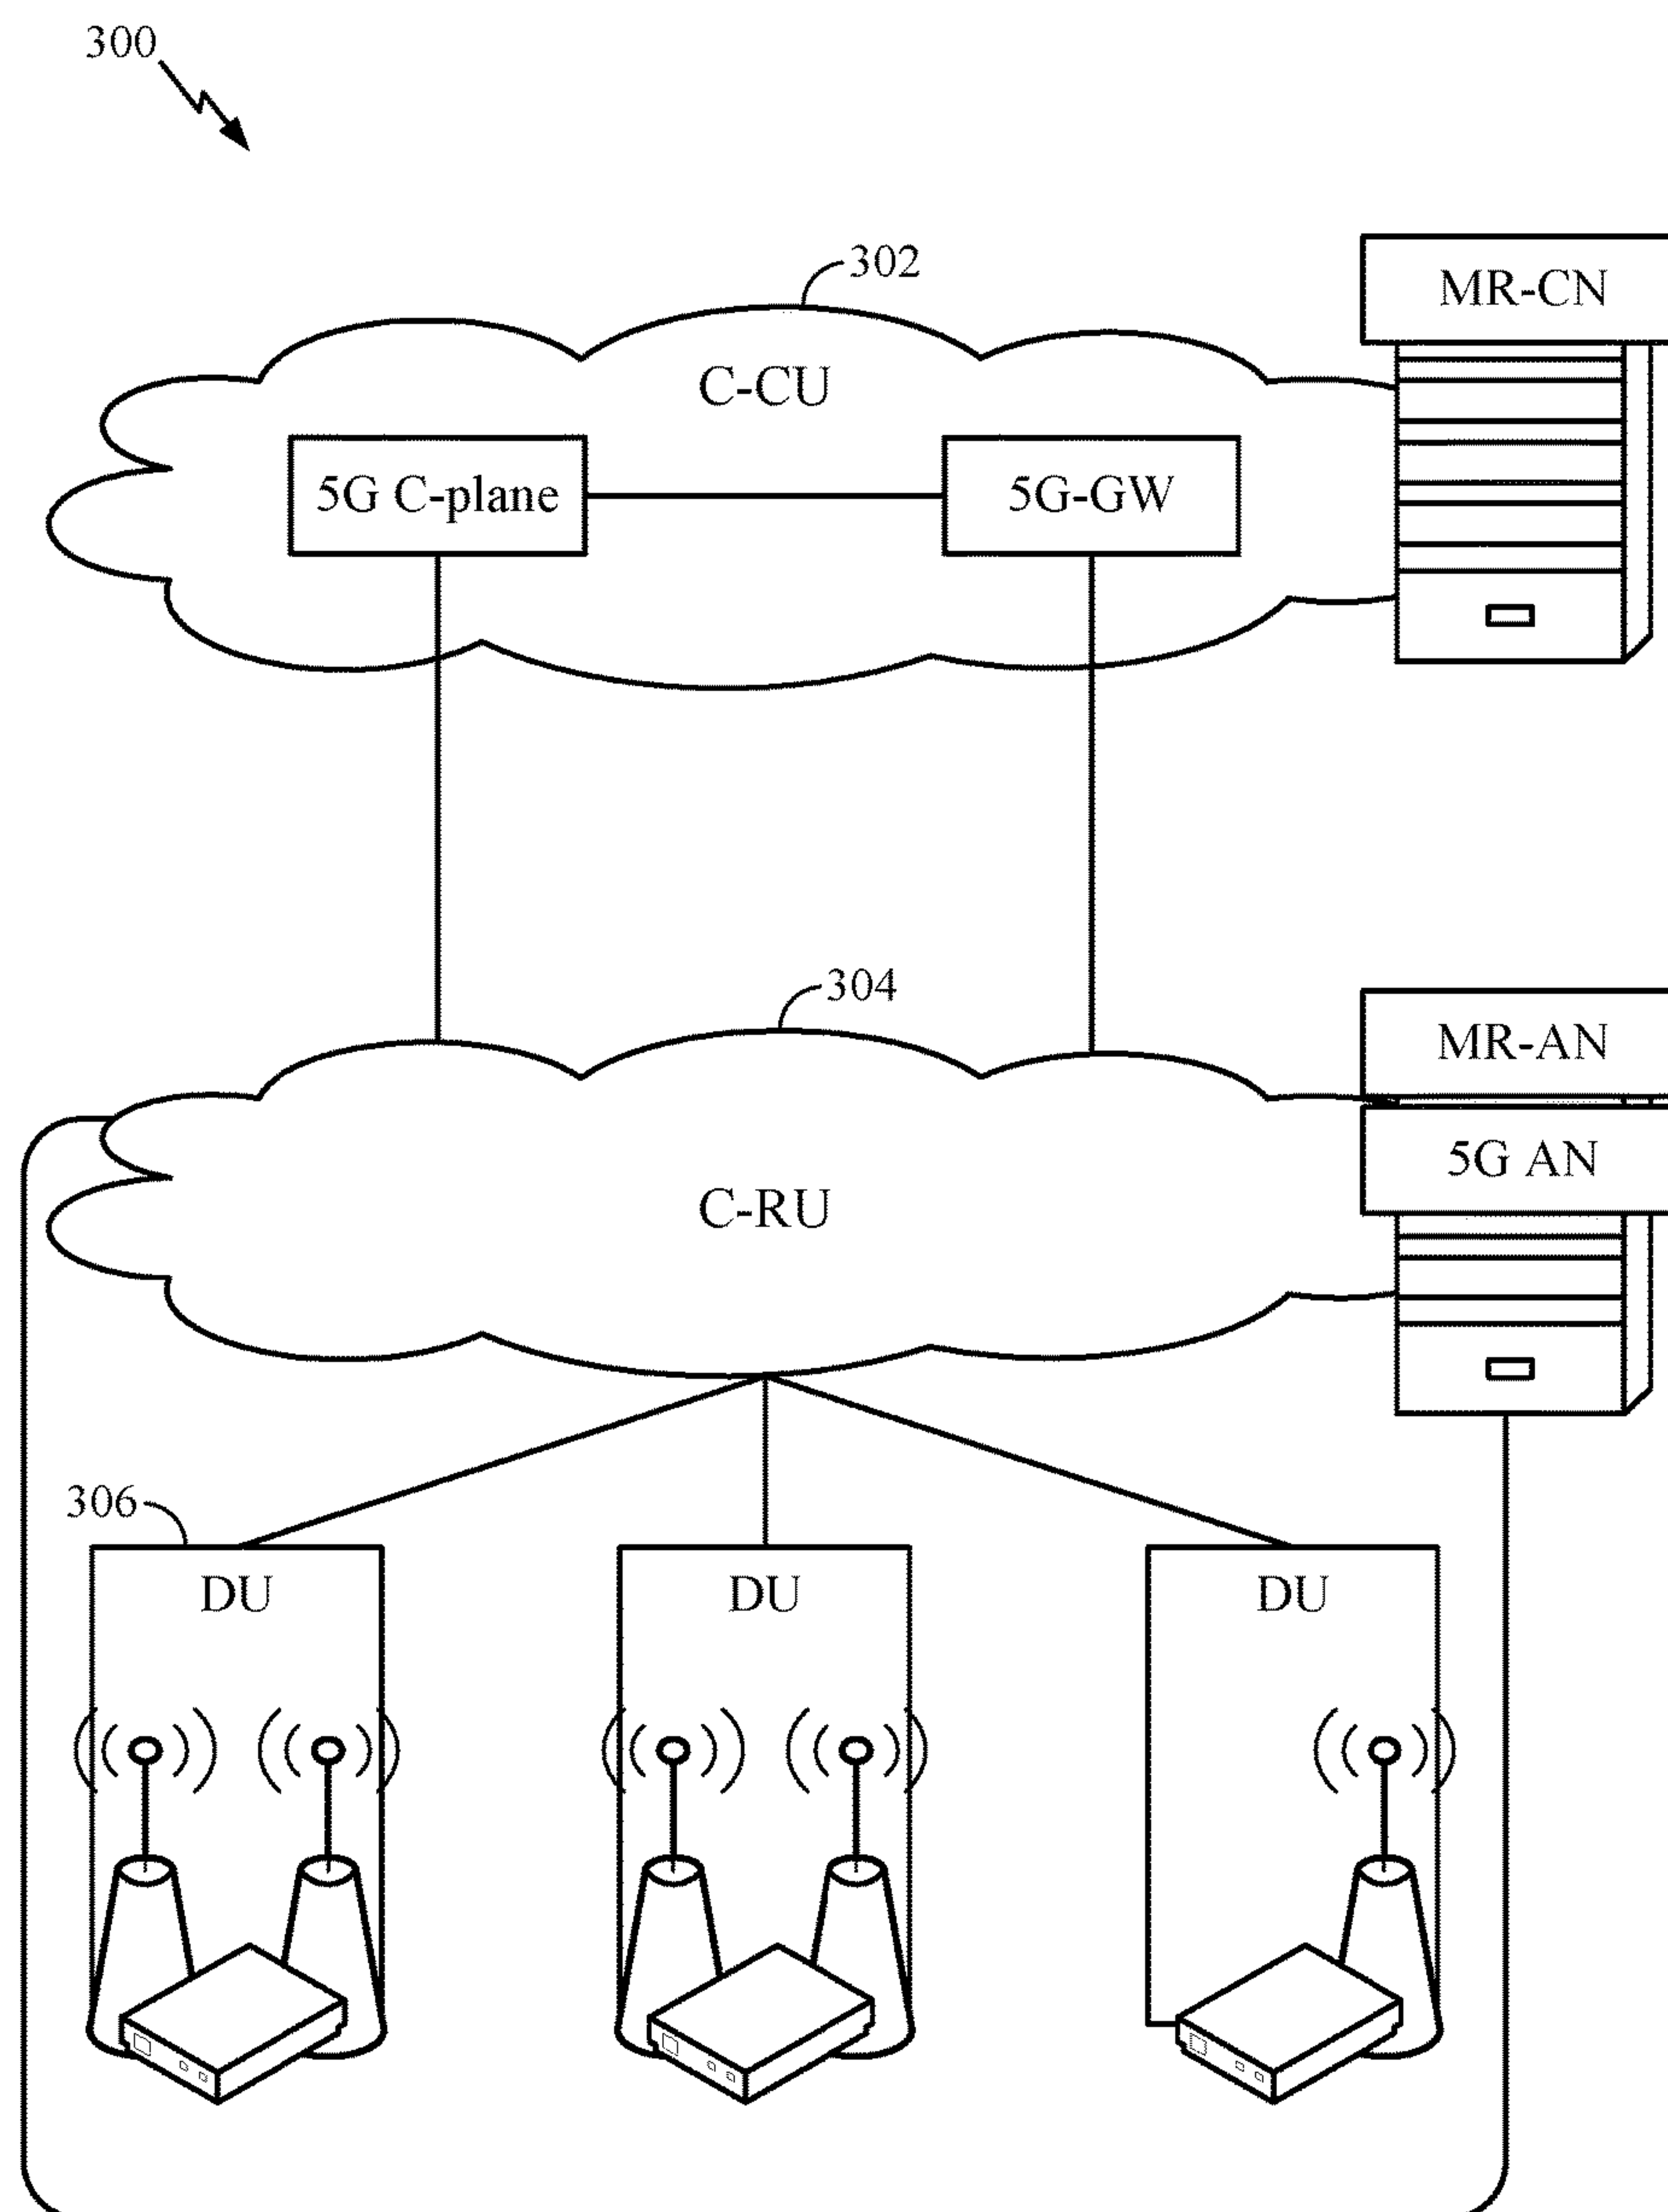 300
302
MR-CN
C-CU
5G C-plane
5G-GW
304
MR-AN
5G AN
C-RU
306
DU
DU
DU